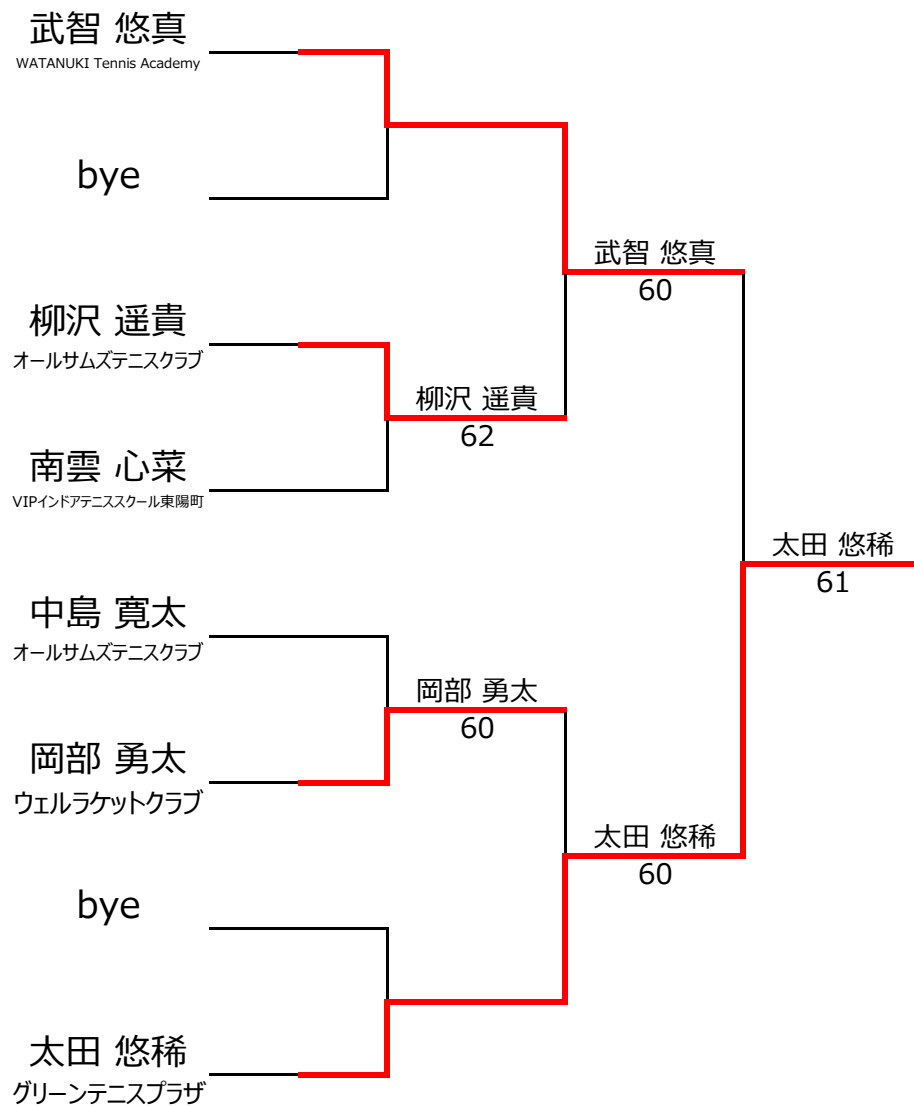 武智 悠真
WATANUKI Tennis Academy
bye
武智 悠真
60
柳沢 遥貴
オールサムズテニスクラブ
柳沢 遥貴
62
南雲 心菜
VIPインドアテニススクール東陽町
太田 悠稀
61
中島 寛太
オールサムズテニスクラブ
岡部 勇太
60
岡部 勇太
ウェルラケットクラブ
太田 悠稀
60
bye
太田 悠稀
グリーンテニスプラザ